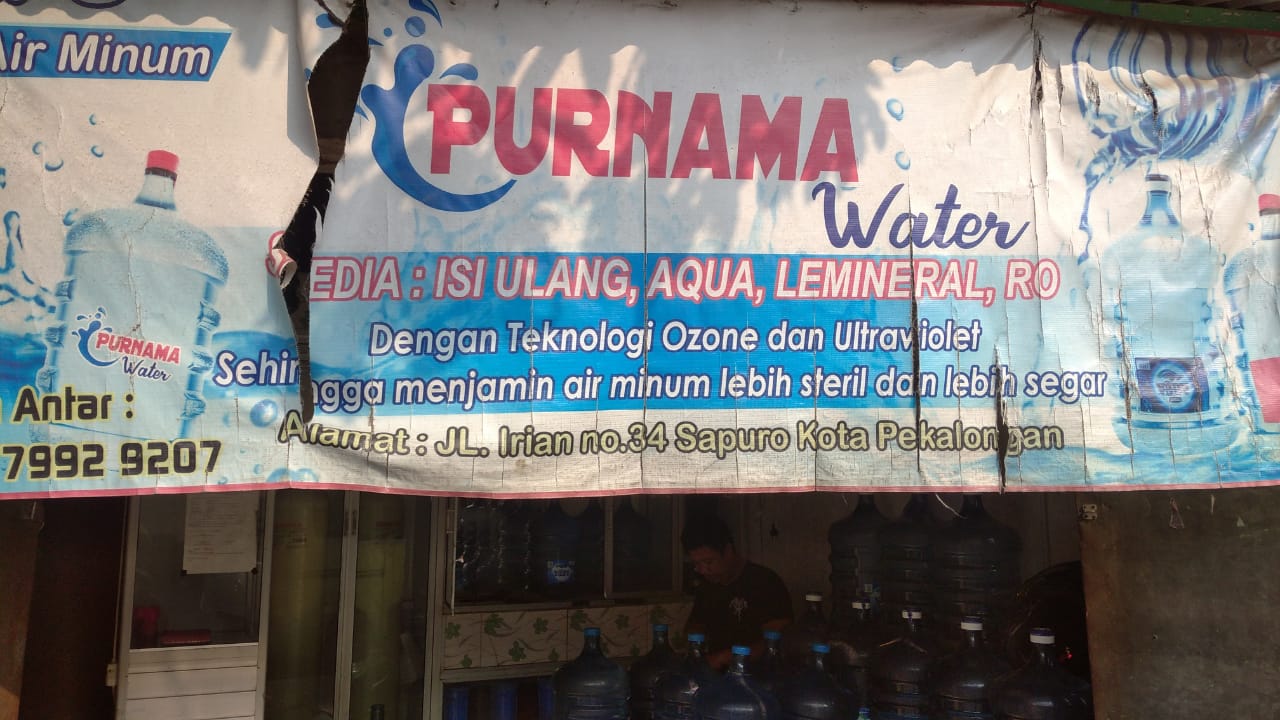 Air Minum
PURNAMA
Water
EDIA : ISI ULANG, AQUA, LEMINERAL, RO
Dengan Teknologi Ozone dan Ultraviolet
Sehingga menjamin air minum lebih steril dan lebih segar
Alamat : JL. Irian no.34 Sapuro Kota Pekalongan
PURNAMA
Water
Antar :
7992 9207